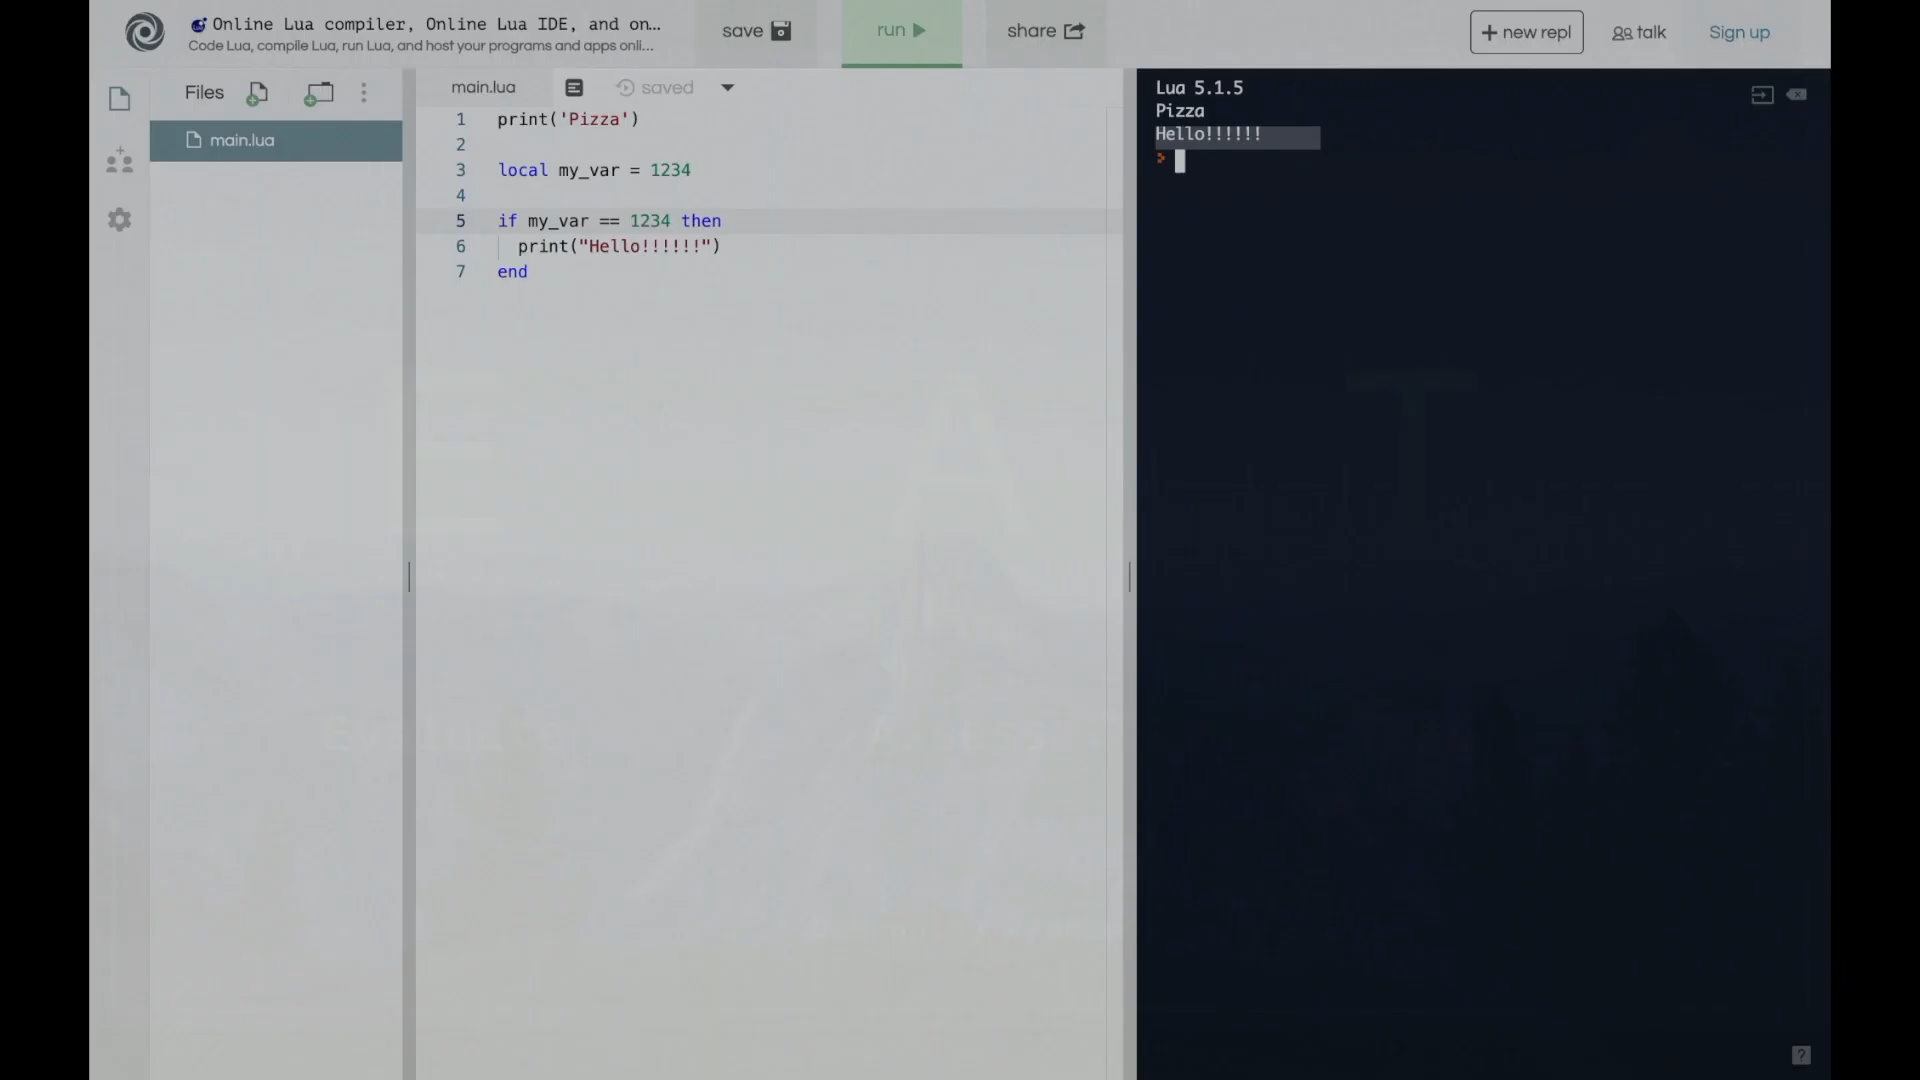 Online Lua compiler, Online Lua IDE, and on...
Code Lua, compile Lua, run Lua, and host your programs and apps onli...
save
run
share
+ new repl
talk
Sign up
Files
main.lua
main.lua
saved
1 print('Pizza')
2
3 local my_var = 1234
4
5 if my_var == 1234 then
6 print("Hello!!!!!!")
7 end
Lua 5.1.5
Pizza
Hello!!!!!!
>
?